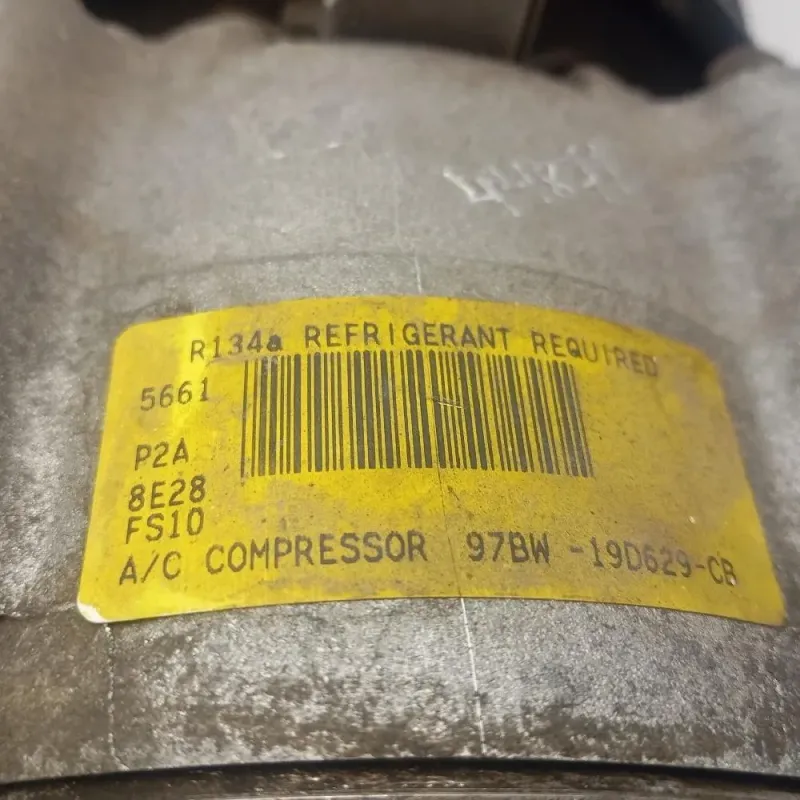 R134a REFRIGERANT REQUIRED
5661
P2A
8E28
FS10
A/C COMPRESSOR 97BW -19D629-CB